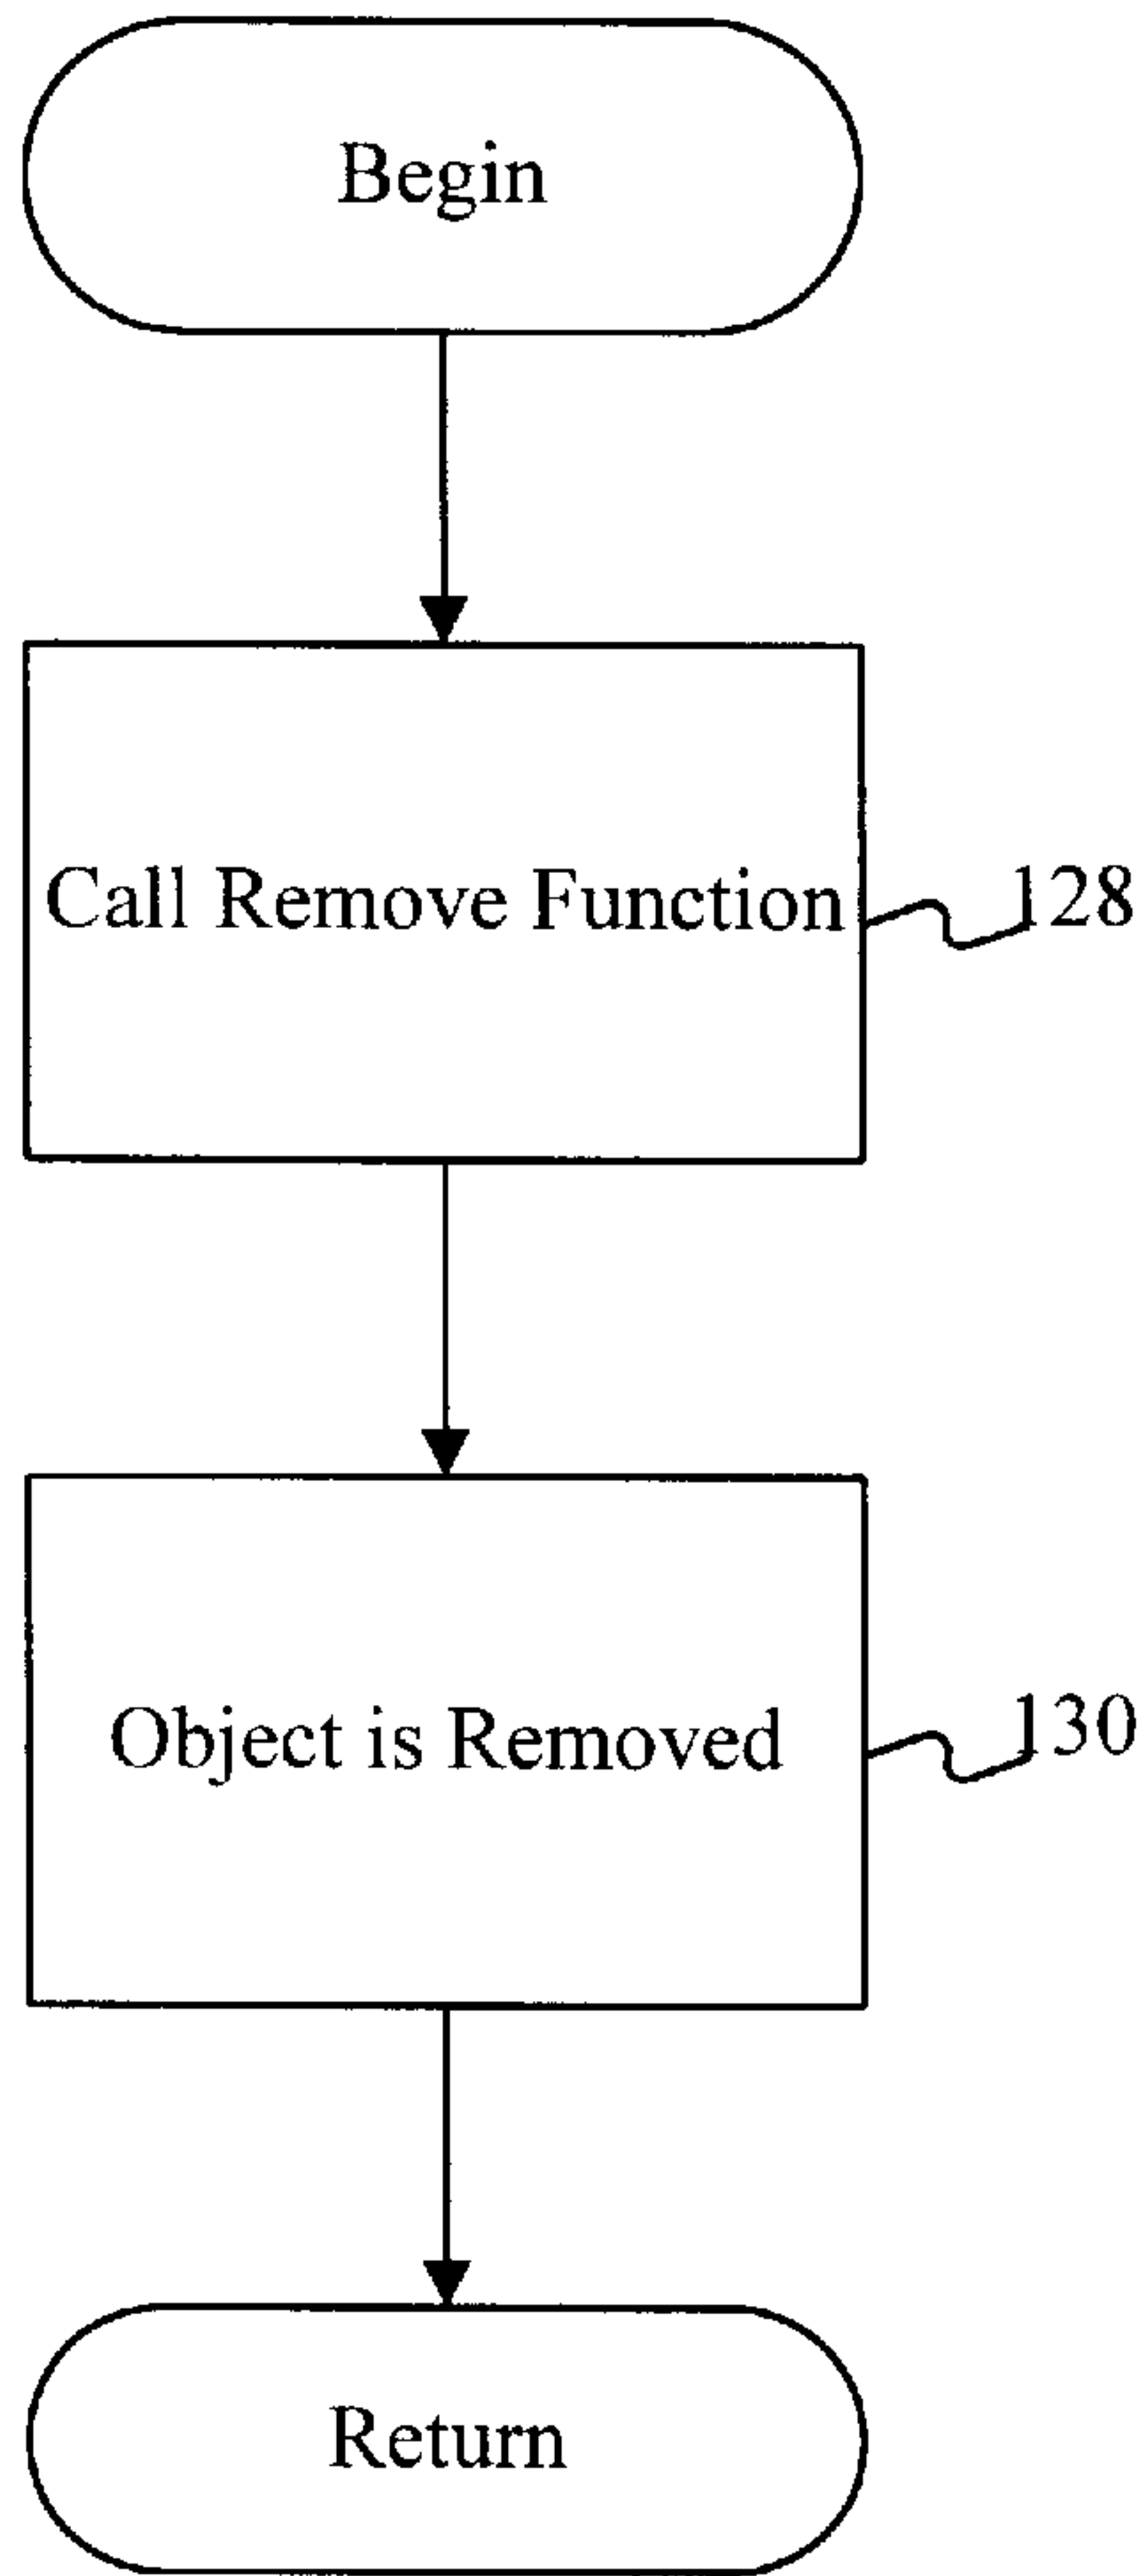 Begin
Call Remove Function
128
Object is Removed
130
Return